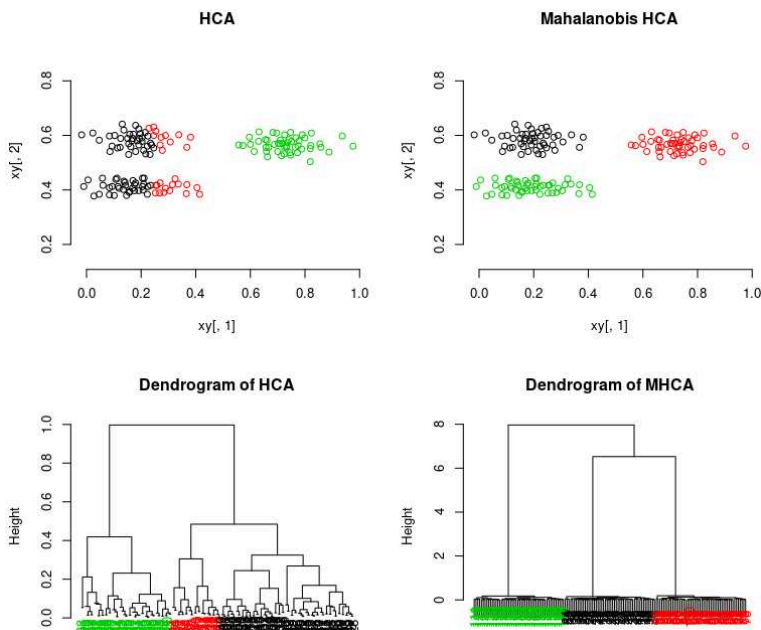 HCA
xy[, 2]
0.8
0.6
0.4
0.2
0.0 0.2 0.4 0.6 0.8 1.0
xy[, 1]
Mahalanobis HCA
xy[, 2]
0.8
0.6
0.4
0.2
0.0 0.2 0.4 0.6 0.8 1.0
xy[, 1]
Dendrogram of HCA
Height
1.0
0.8
0.6
0.4
0.2
0.0
Dendrogram of MHCA
Height
8
6
4
2
0